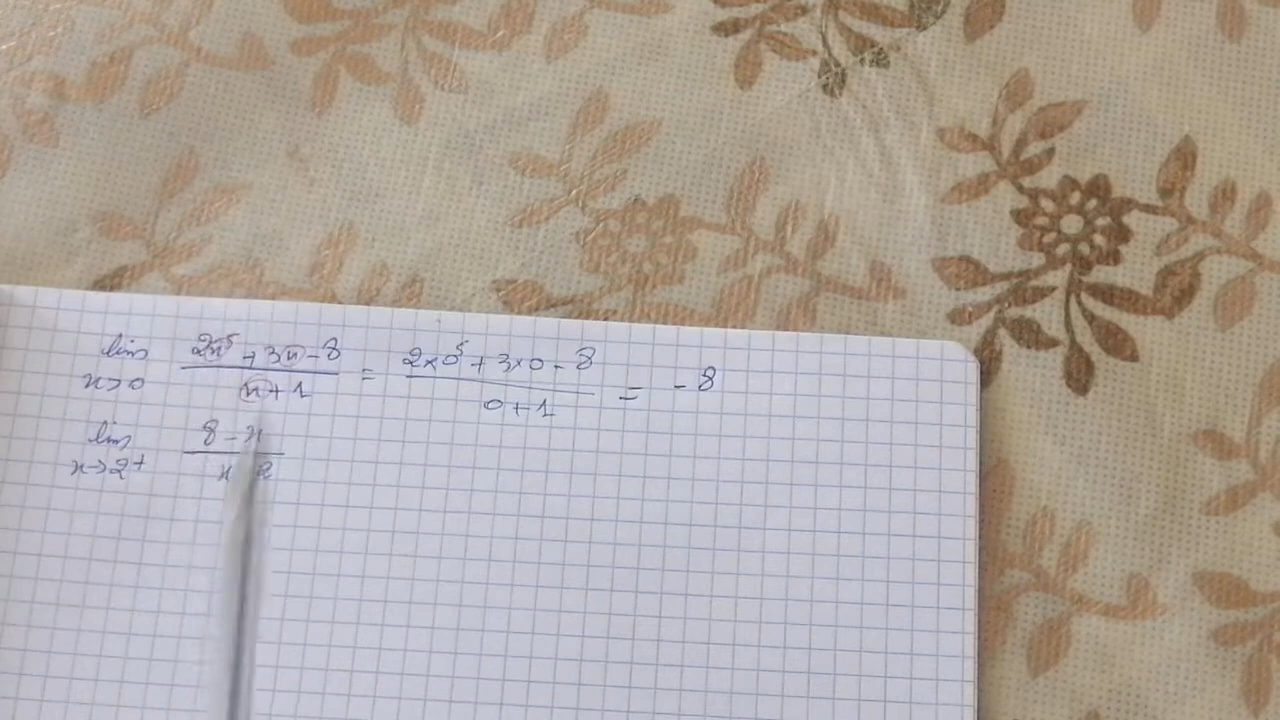 lim x→0 (2x⁵ + 3x - 8)/(x + 1) = (2×0⁵ + 3×0 - 8)/(0 + 1) = -8
lim x→2⁺ (8 - x)/(x 2)